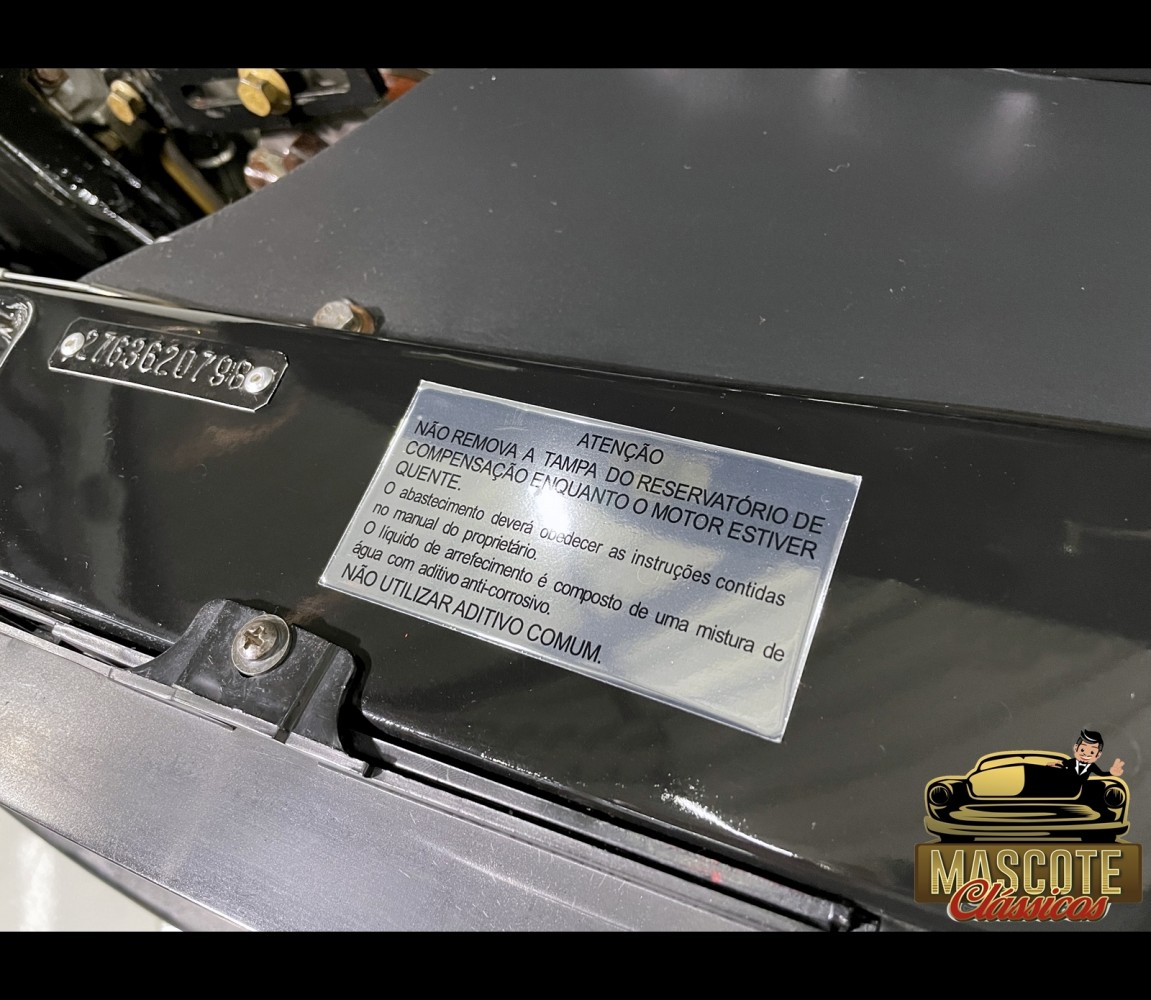 27636207988
ATENÇÃO
NÃO REMOVA A TAMPA DO RESERVATÓRIO DE
COMPENSAÇÃO ENQUANTO O MOTOR ESTIVER
QUENTE.
O abastecimento deverá obedecer as instruções contidas
no manual do proprietário.
O líquido de arrefecimento é composto de uma mistura de
água com aditivo anti-corrosivo.
NÃO UTILIZAR ADITIVO COMUM.
MASCOTE
Clássicos